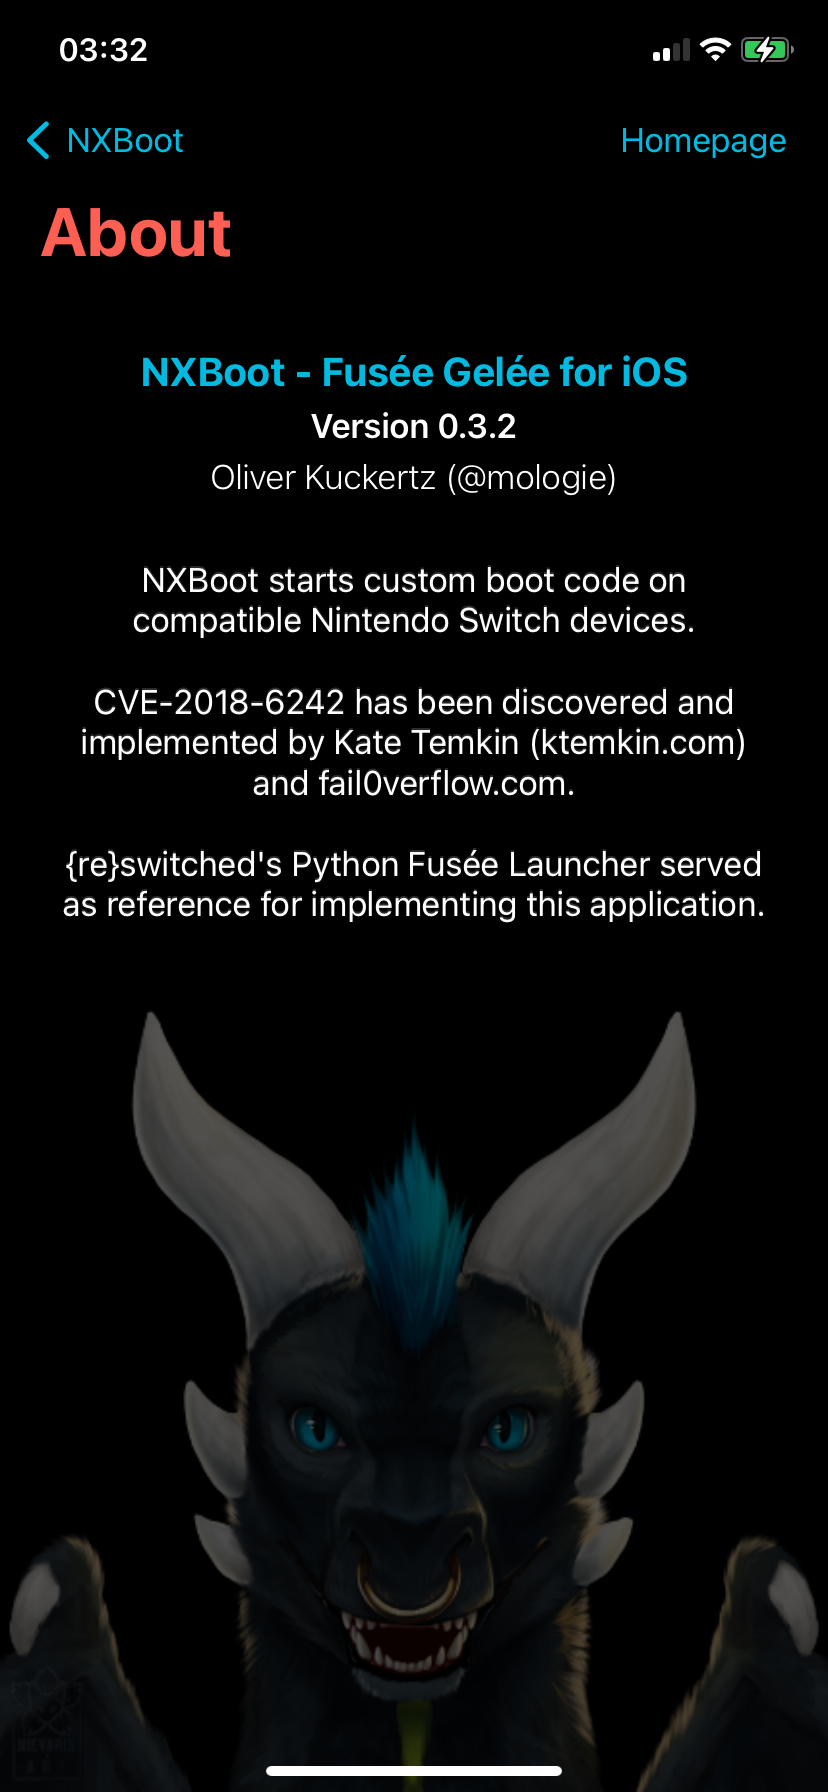 03:32
NXBoot
Homepage
About
NXBoot - Fusée Gelée for iOS
Version 0.3.2
Oliver Kuckertz (@mologie)
NXBoot starts custom boot code on
compatible Nintendo Switch devices.
CVE-2018-6242 has been discovered and
implemented by Kate Temkin (ktemkin.com)
and fail0verflow.com.
{re}switched's Python Fusée Launcher served
as reference for implementing this application.